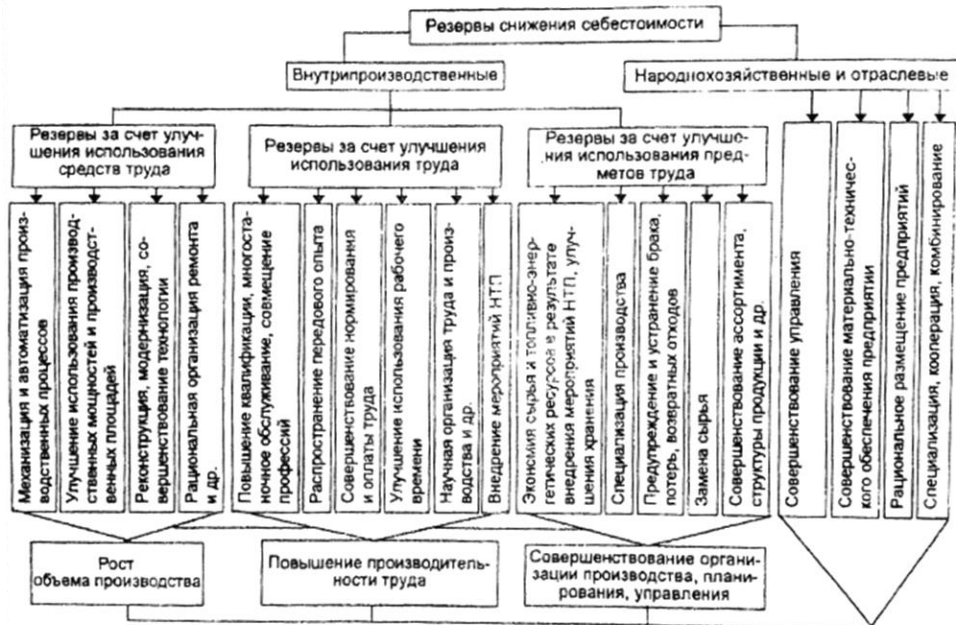 Резервы снижения себестоимости
Внутрипроизводственные
Народнохозяйственные и отраслевые
Резервы за счет улуч-
шения использования
средств труда
Резервы за счет улучшения
использования труда
Резервы за счет улучше-
ния использования пред-
метов труда
Механизация и автоматизация произ-
водственных процессов
Улучшение использования производ-
ственных мощностей и производст-
венных площадей
Реконструкция, модернизация, со-
вершенствование технологии
Рациональная организация ремонта
и др.
Повышение квалификации, многоста-
ночное обслуживание, совмещение
профессий
Распространение передового опыта
Совершенствование нормирования
и оплаты труда
Улучшение использования рабочего
времени
Научная организация труда и произ-
водства и др.
Внедрение мероприятий НТП
Экономия сырья и топливно-энер-
гетических ресурсов в результате
внедрения мероприятий НТП, улуч-
шения хранения
Специализация производства
Предупреждение и устранение брака,
потерь, возвратных отходов
Замена сырья
Совершенствование ассортимента,
структуры продукции и др.
Совершенствование управления
Совершенствование материально-техничес-
кого обеспечения предприятии
Рациональное размещение предприятий
Специализация, кооперация, комбинирование
Рост
объема производства
Повышение производитель-
ности труда
Совершенствование органи-
зации производства, плани-
рования, управления